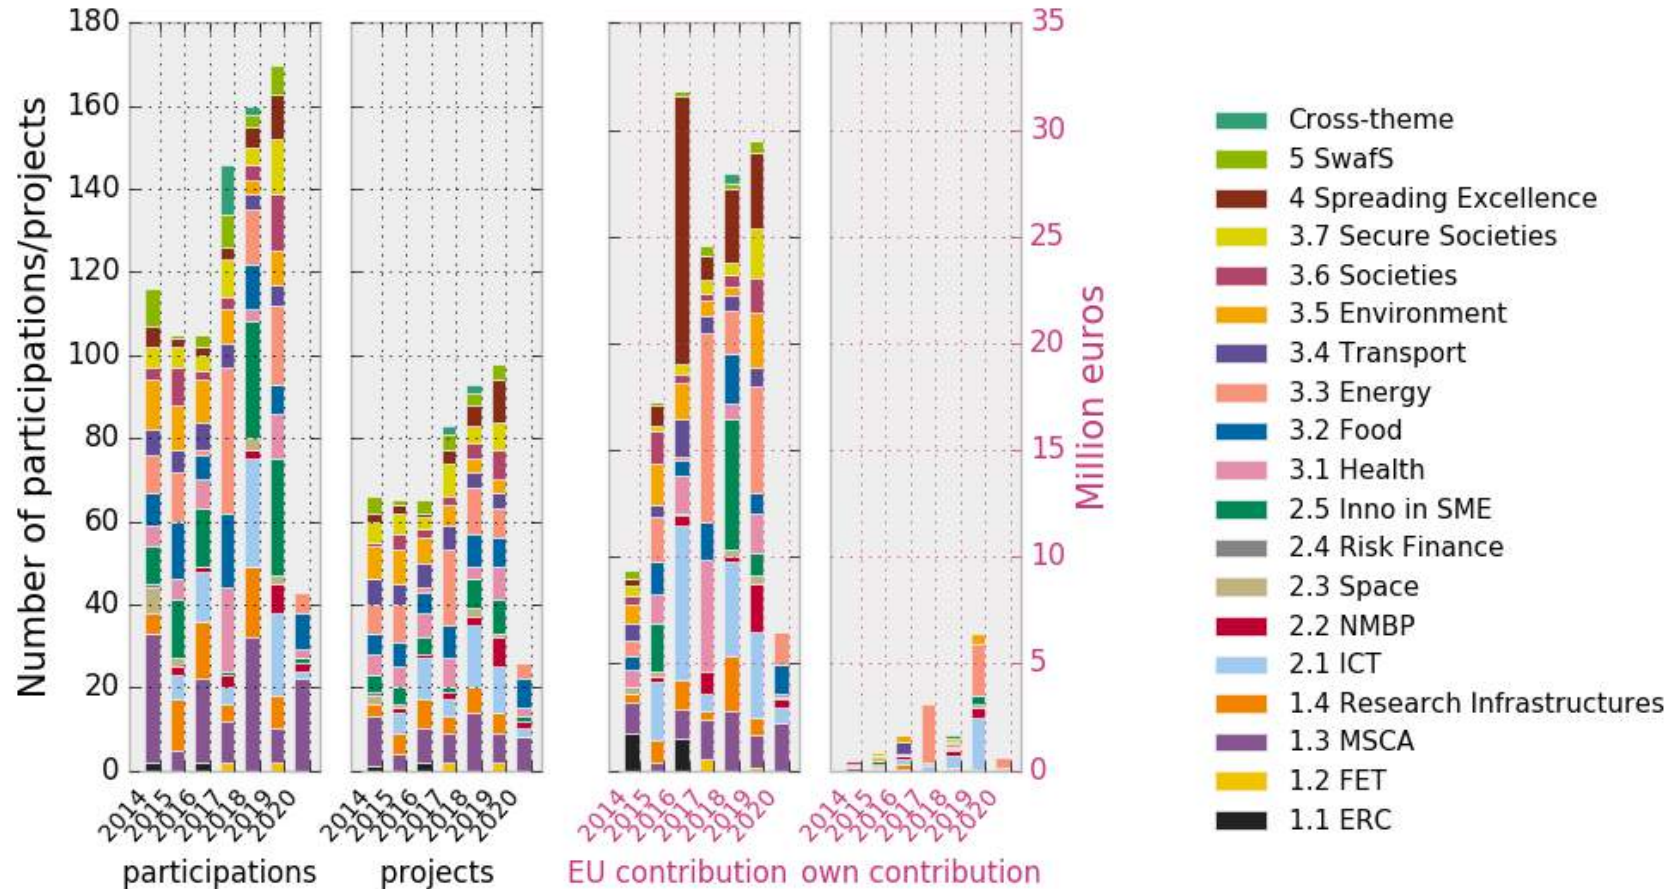 Number of participations/projects
180
160
140
120
100
80
60
40
20
0
2014
2015
2016
2017
2018
2019
2020
participations
2014
2015
2016
2017
2018
2019
2020
projects
2014
2015
2016
2017
2018
2019
2020
EU contribution
2014
2015
2016
2017
2018
2019
2020
own contribution
35
30
25
20
15
10
5
0
Million euros
Cross-theme
5 SwafS
4 Spreading Excellence
3.7 Secure Societies
3.6 Societies
3.5 Environment
3.4 Transport
3.3 Energy
3.2 Food
3.1 Health
2.5 Inno in SME
2.4 Risk Finance
2.3 Space
2.2 NMBP
2.1 ICT
1.4 Research Infrastructures
1.3 MSCA
1.2 FET
1.1 ERC